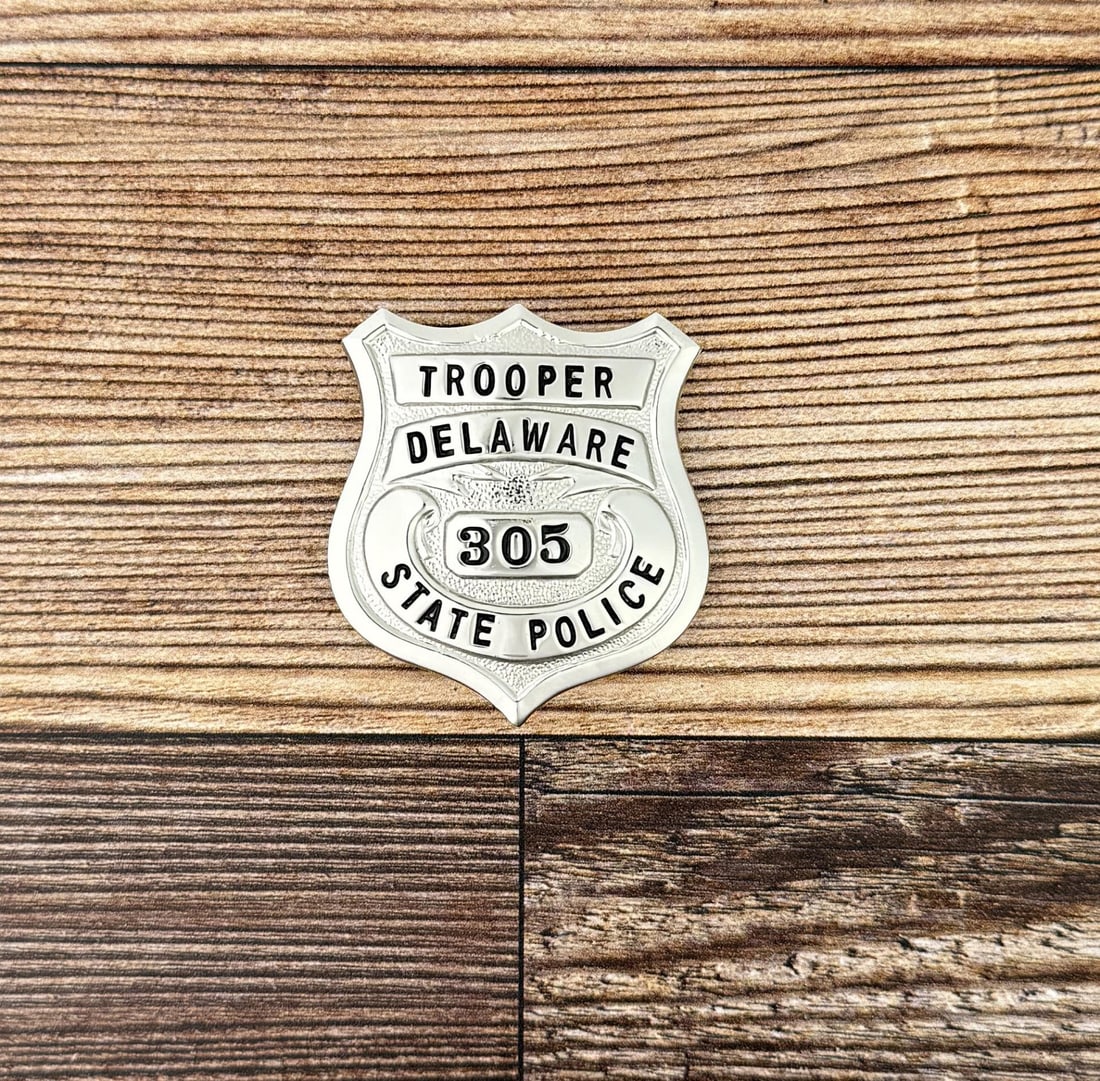 TROOPER
DELAWARE
305
STATE POLICE